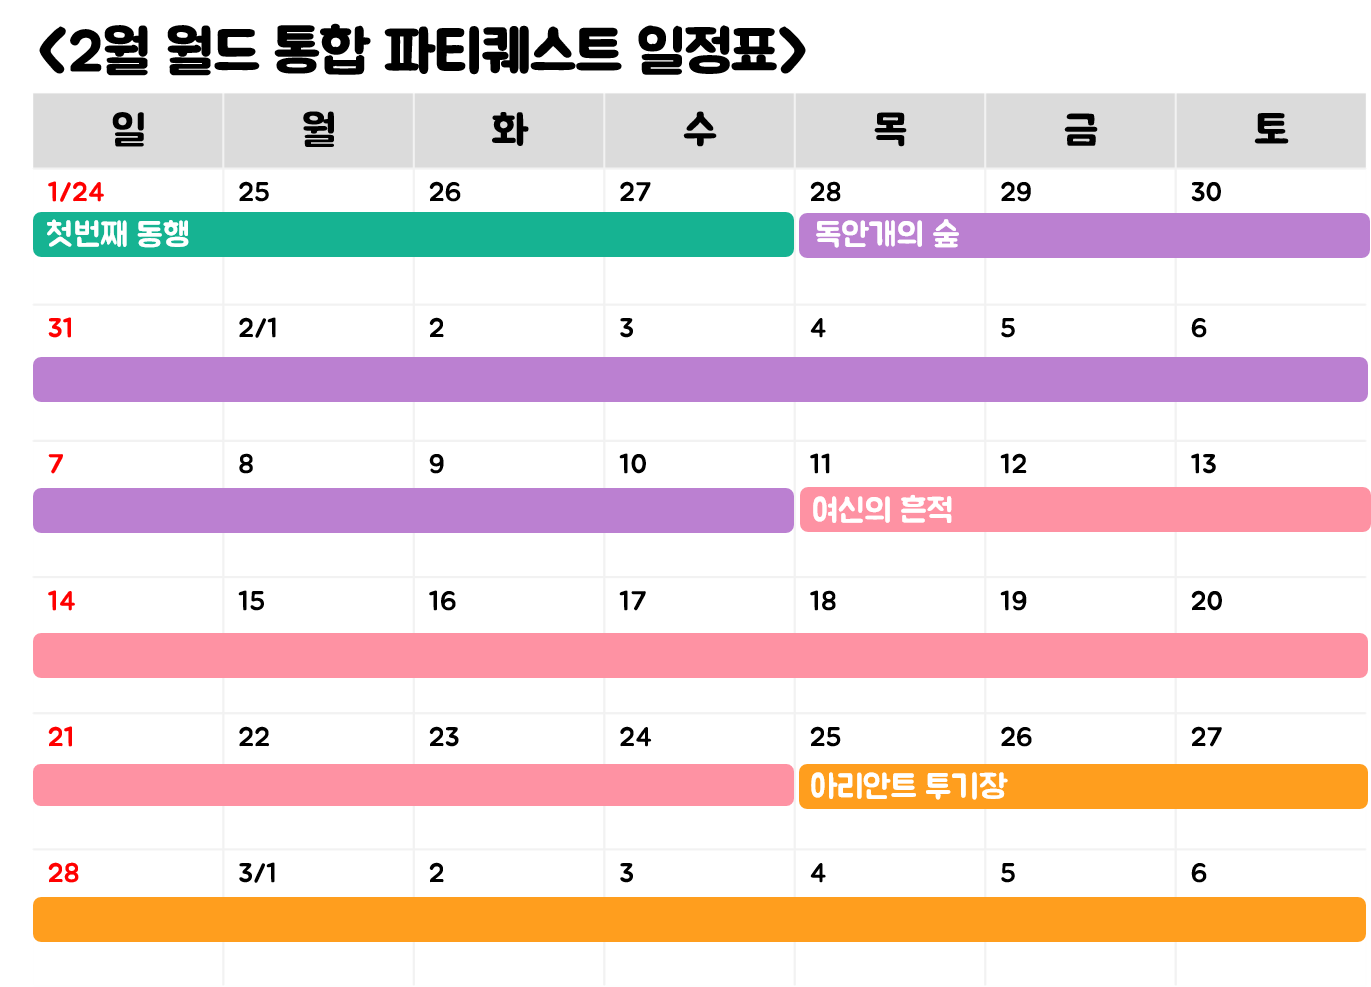 <2월 월드 통합 파티퀘스트 일정표>
일 월 화 수 목 금 토
1/24 25 26 27 28 29 30
첫번째 동행 독안개의 숲
31 2/1 2 3 4 5 6
7 8 9 10 11 12 13
여신의 흔적
14 15 16 17 18 19 20
21 22 23 24 25 26 27
아리안트 투기장
28 3/1 2 3 4 5 6